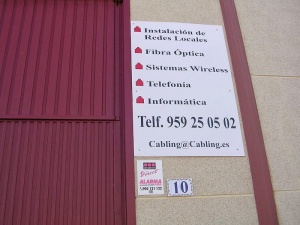 Instalación de
Redes Locales
Fibra Óptica
Sistemas Wireless
Telefonía
Informática
Telf. 959 25 05 02
Cabling@Cabling.es
ALARMA
10